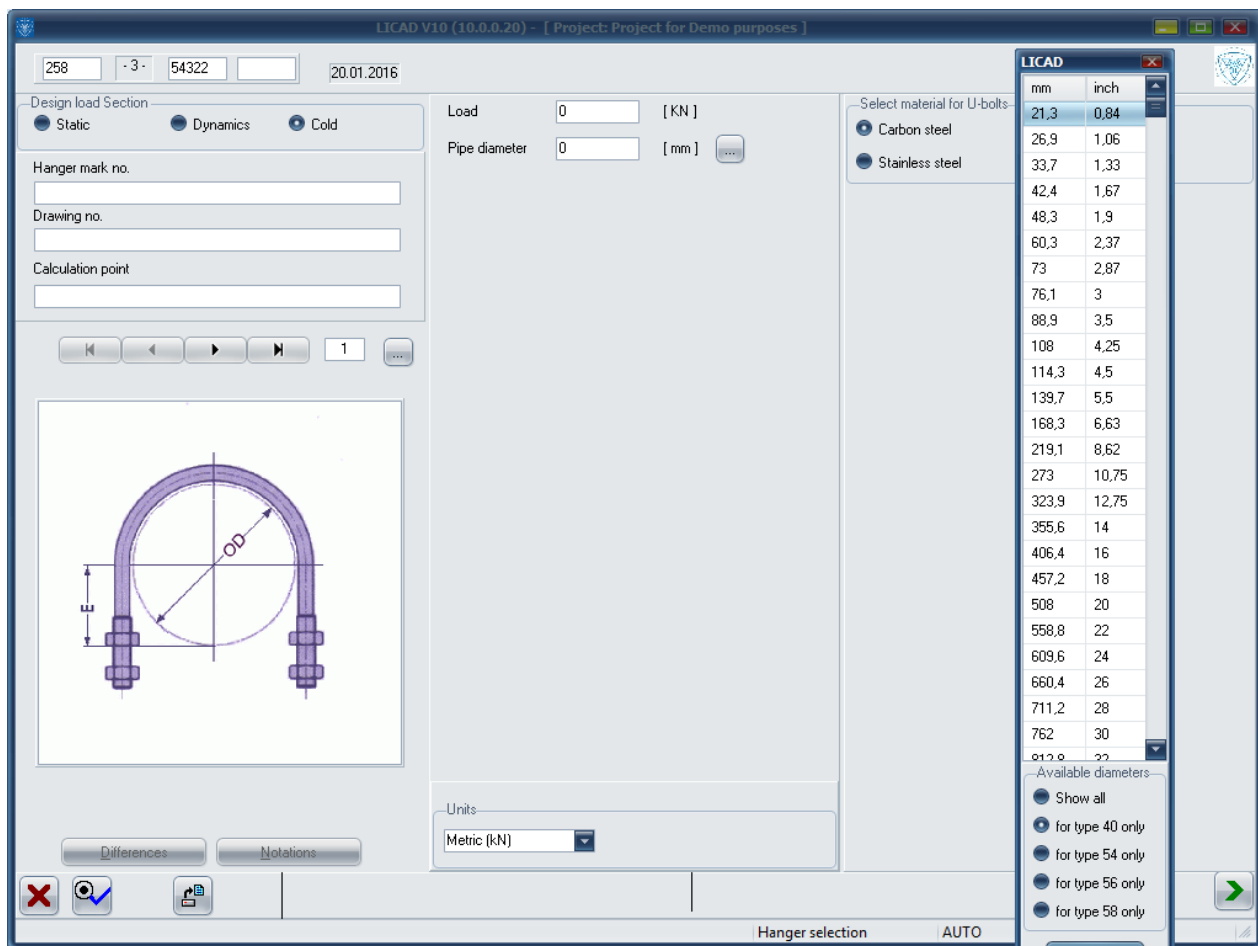 LICAD V10 (10.0.0.20) - [ Project: Project for Demo purposes ]
258 - 3 - 54322 20.01.2016
Design load Section
Static Dynamics Cold
Hanger mark no.
Drawing no.
Calculation point
1 ...
OD
E
Differences Notations
Load 0 [ KN ]
Pipe diameter 0 [ mm ] ...
Units
Metric (kN)
Select material for U-bolts
Carbon steel
Stainless steel
LICAD
mm inch
21,3 0,84
26,9 1,06
33,7 1,33
42,4 1,67
48,3 1,9
60,3 2,37
73 2,87
76,1 3
88,9 3,5
108 4,25
114,3 4,5
139,7 5,5
168,3 6,63
219,1 8,62
273 10,75
323,9 12,75
355,6 14
406,4 16
457,2 18
508 20
558,8 22
609,6 24
660,4 26
711,2 28
762 30
812,8 32
Available diameters
Show all
for type 40 only
for type 54 only
for type 56 only
for type 58 only
Hanger selection AUTO